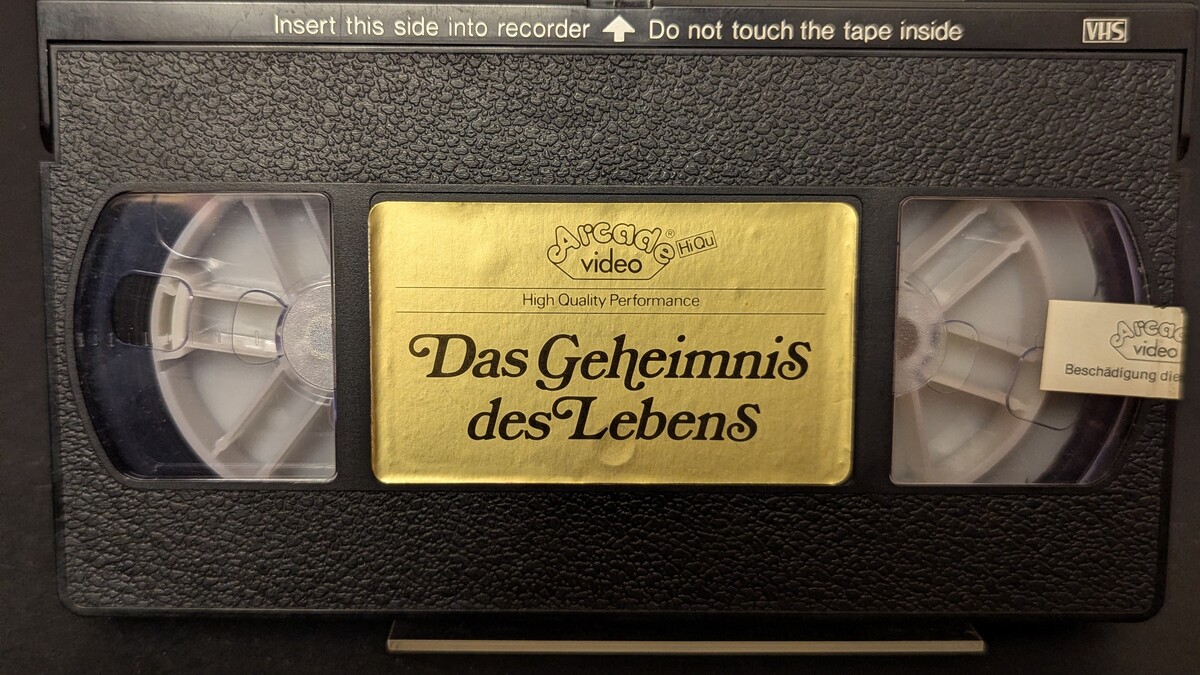 Insert this side into recorder Do not touch the tape inside
VHS
Arcade® HiQu
video
High Quality Performance
Das Geheimnis
des Lebens
Arcade
video
Beschädigung die